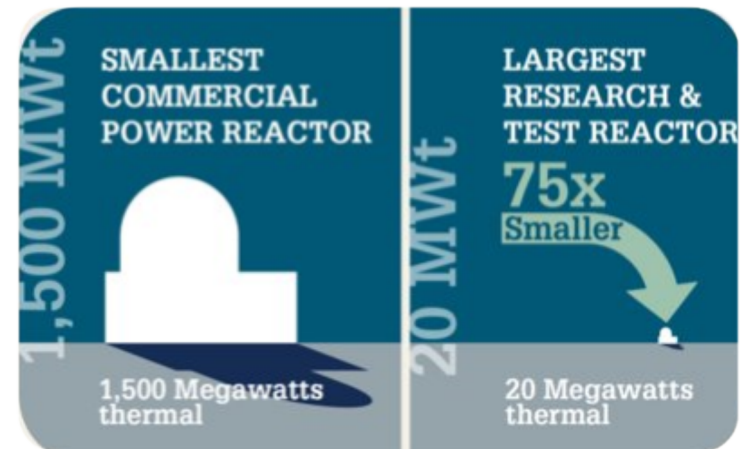 1,500 MWt
SMALLEST
COMMERCIAL
POWER REACTOR
1,500 Megawatts
thermal
20 MWt
LARGEST
RESEARCH &
TEST REACTOR
75x
Smaller
20 Megawatts
thermal